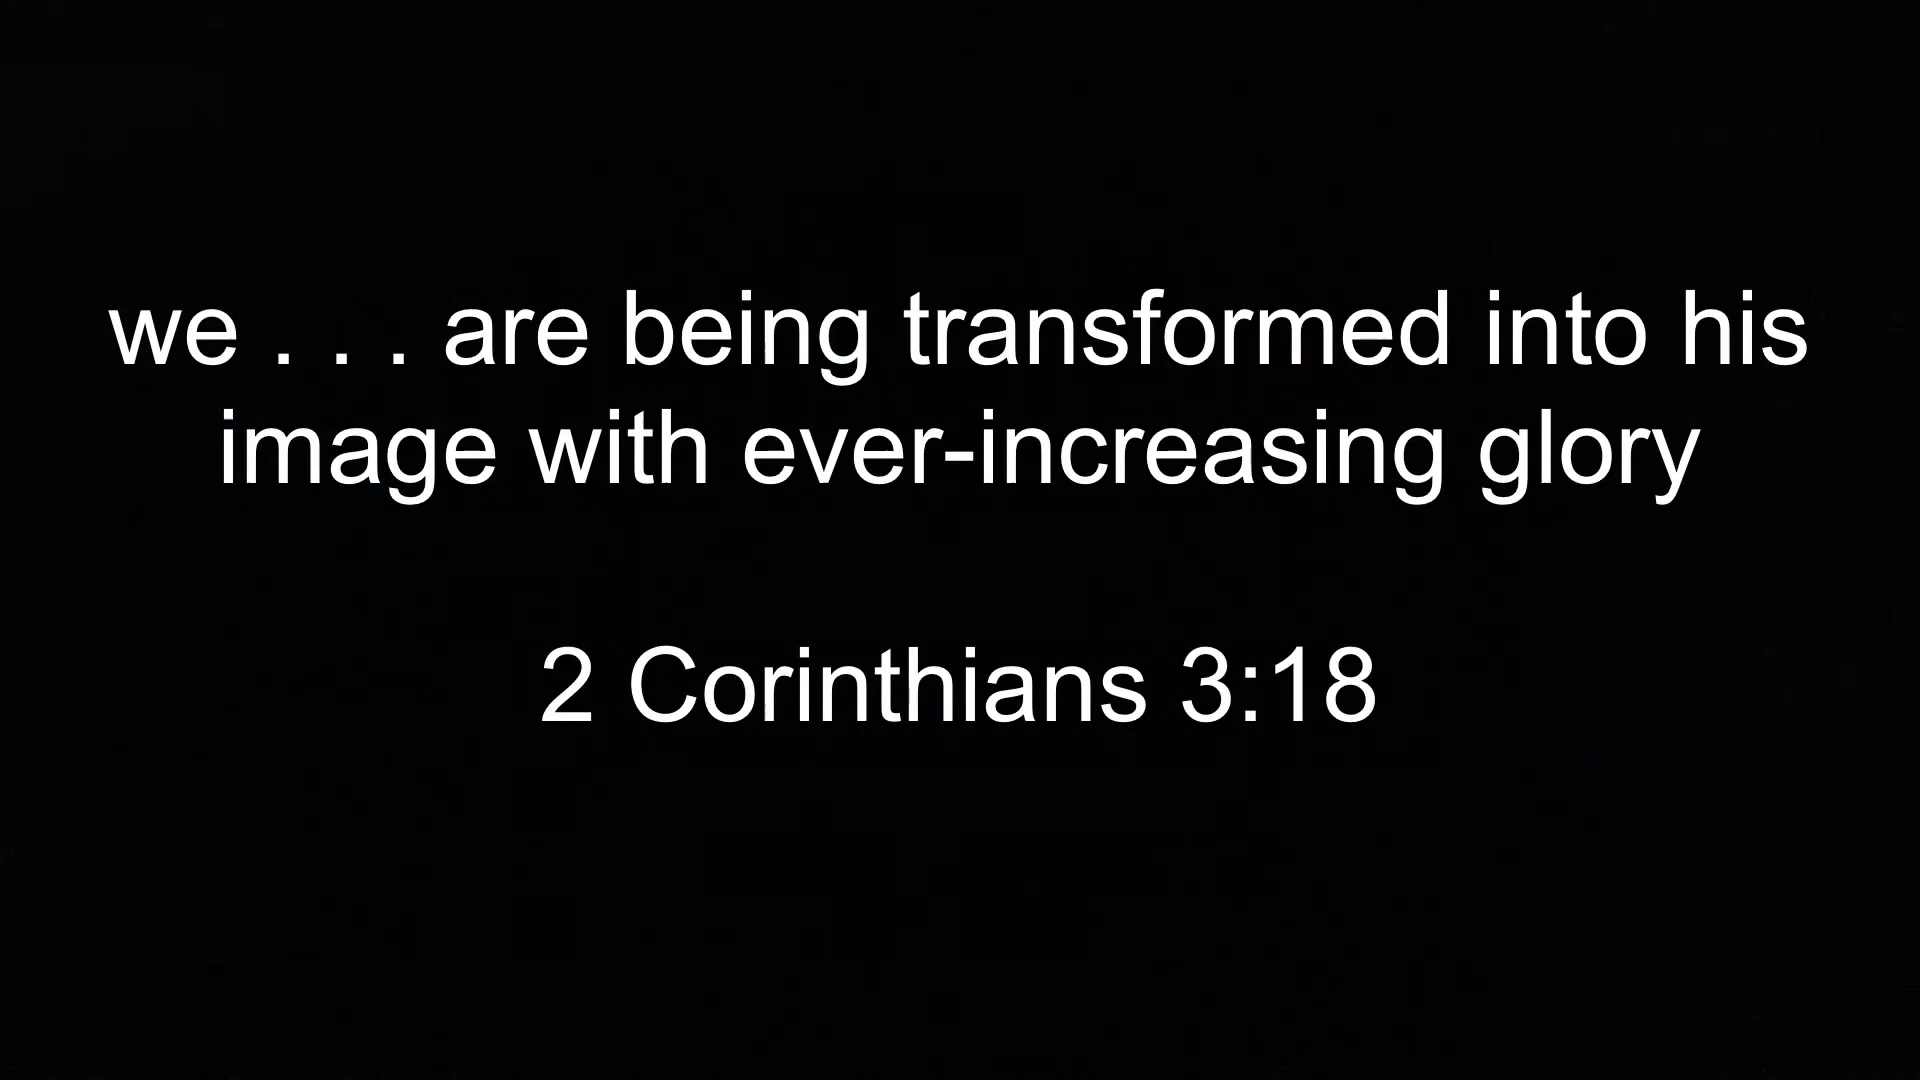 we . . . are being transformed into his
image with ever-increasing glory
2 Corinthians 3:18